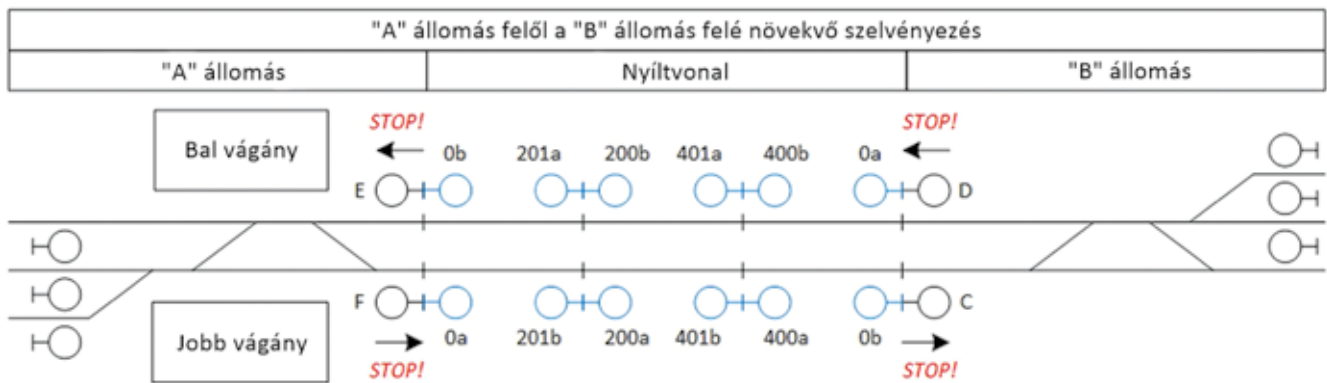 "A" állomás felől a "B" állomás felé növekvő szelvényezés
"A" állomás Nyíltvonal "B" állomás
STOP! STOP!
Bal vágány 0b 201a 200b 401a 400b 0a
E D
F C
Jobb vágány 0a 201b 200a 401b 400a 0b
STOP! STOP!